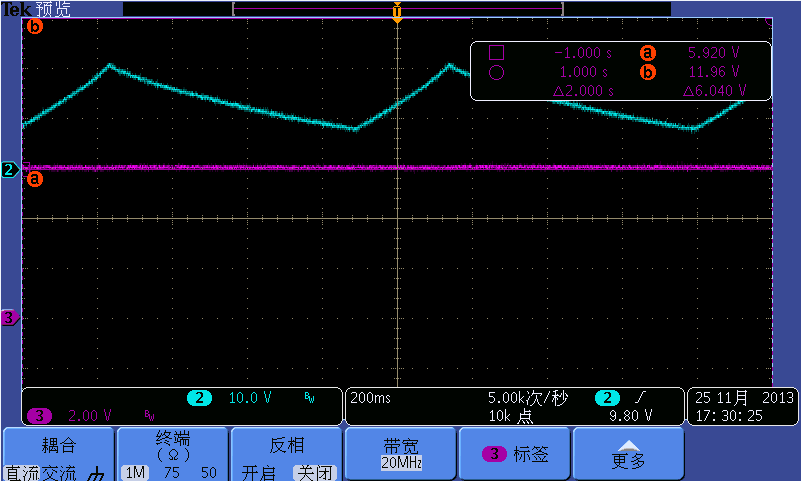 Tek 预览
T
b
−1.000 s a 5.920 V
1.000 s b 11.96 V
△2.000 s △6.040 V
2
a
3
2 10.0 V BW
3 2.00 V BW
200ms
5.00k次/秒
10k 点
2 9.80 V
25 11月 2013
17:30:25
耦合
直流 交流
终端
(Ω)
1M 75 50
反相
开启 关闭
带宽
20MHz
3 标签
更多